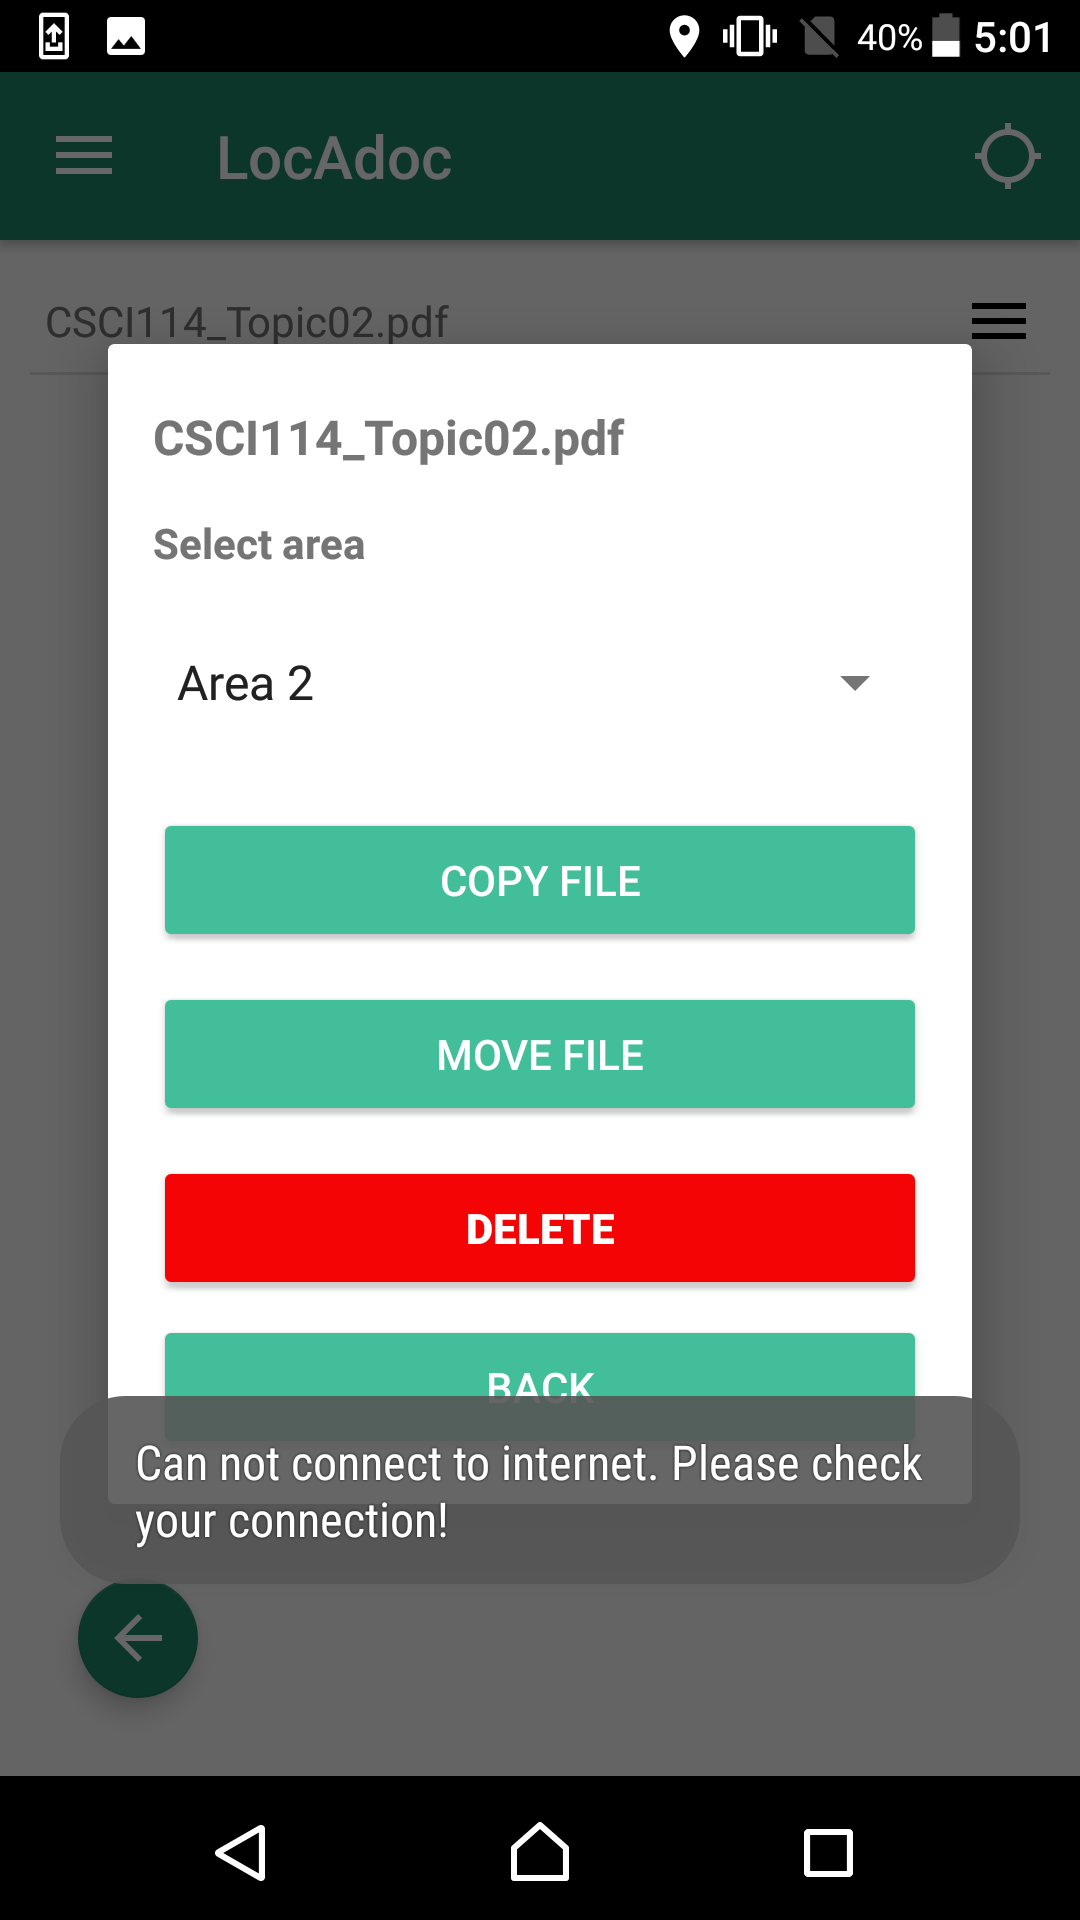 40% 5:01
LocAdoc
CSCI114_Topic02.pdf
CSCI114_Topic02.pdf
Select area
Area 2
COPY FILE
MOVE FILE
DELETE
BACK
Can not connect to internet. Please check
your connection!